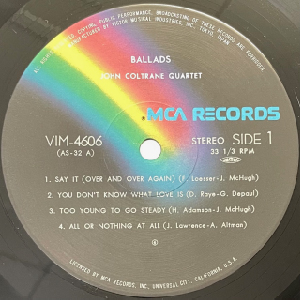 BALLADS
JOHN COLTRANE QUARTET
MCA RECORDS
VIM-4606
(AS-32 A)
STEREO SIDE 1
33 1/3 RPM
1. SAY IT (OVER AND OVER AGAIN) (F. Loesser-J. McHugh)
2. YOU DON'T KNOW WHAT LOVE IS (D. Raye-G. Depaul)
3. TOO YOUNG TO GO STEADY (H. Adamson-J. McHugh)
4. ALL OR NOTHING AT ALL (J. Lawrence-A. Altman)
LICENSED BY MCA RECORDS, INC. UNIVERSAL CITY - CALIFORNIA, U.S.A.